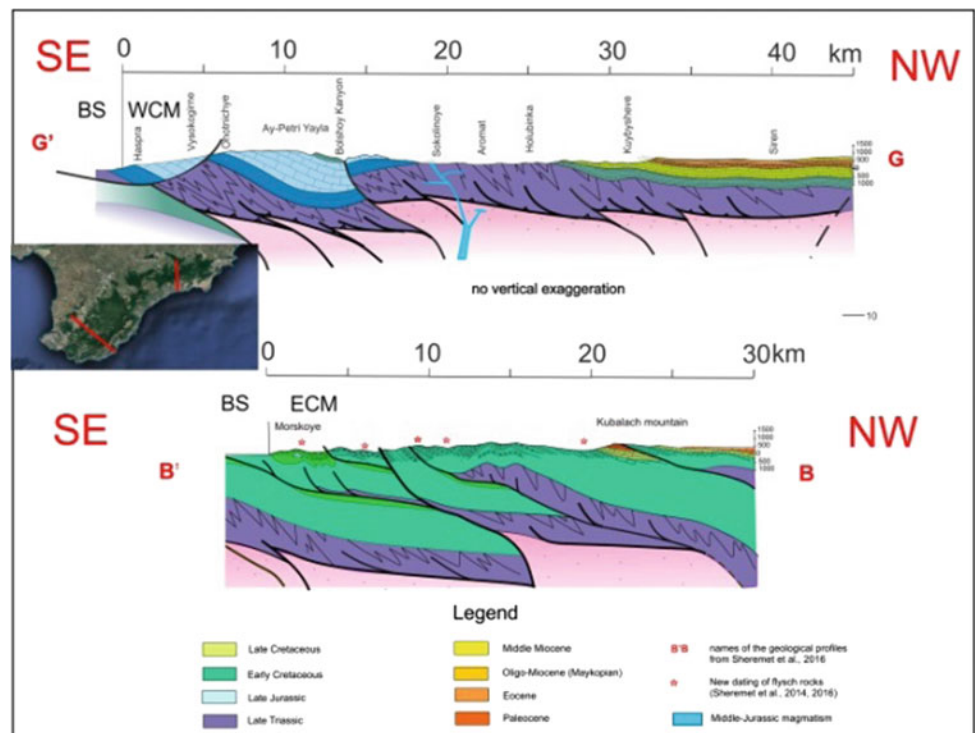 SE
0 10 20 30 40 km
NW
BS WCM
G'
Haspra
Vysokogirne
Ohotnichye
Ay-Petri Yayla
Bolshoy Kanyon
Sokolinoye
Aromat
Holubinka
Kuybysheve
Siren
G
1500
1000
500
0
500
1000
no vertical exaggeration
10
0 10 20 30km
BS ECM
SE
Morskoye
Kubalach mountain
NW
B'
B
1500
1000
500
0
500
1000
Legend
Late Cretaceous
Early Cretaceous
Late Jurassic
Late Triassic
Middle Miocene
Oligo-Miocene (Maykopian)
Eocene
Paleocene
B'B names of the geological profiles
from Sheremet et al., 2016
* New dating of flysch rocks
(Sheremet et al., 2014, 2016)
Middle-Jurassic magmatism